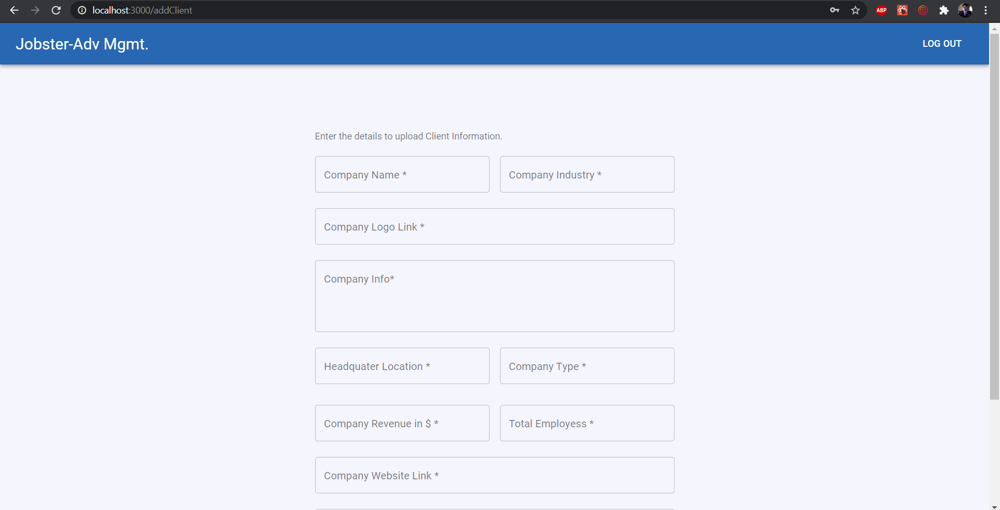 localhost:3000/addClient
ABP
Jobster-Adv Mgmt.
LOG OUT
Enter the details to upload Client Information.
Company Name *
Company Industry *
Company Logo Link *
Company Info*
Headquater Location *
Company Type *
Company Revenue in $ *
Total Employess *
Company Website Link *